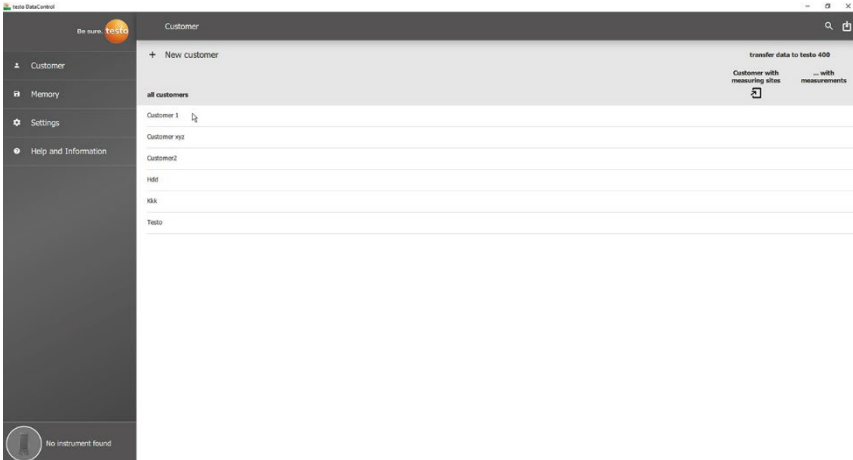 testo DataControl
Be sure. testo
Customer
Customer
Memory
Settings
Help and Information
No instrument found
+ New customer
transfer data to testo 400
Customer with
measuring sites
... with
measurements
all customers
Customer 1
Customer xyz
Customer2
Hdd
Kkk
Testo